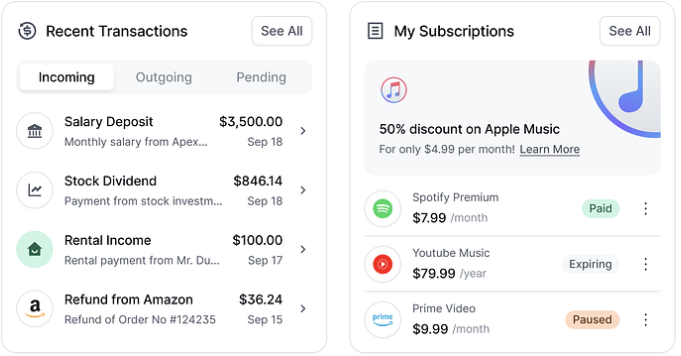 Recent Transactions
See All
Incoming
Outgoing
Pending
Salary Deposit
$3,500.00
Monthly salary from Apex...
Sep 18
Stock Dividend
$846.14
Payment from stock investm...
Sep 18
Rental Income
$100.00
Rental payment from Mr. Du...
Sep 17
a
Refund from Amazon
$36.24
Refund of Order No #124235
Sep 15
My Subscriptions
See All
50% discount on Apple Music
For only $4.99 per month! Learn More
Spotify Premium
$7.99 /month
Paid
Youtube Music
$79.99 /year
Expiring
prime
Prime Video
$9.99 /month
Paused